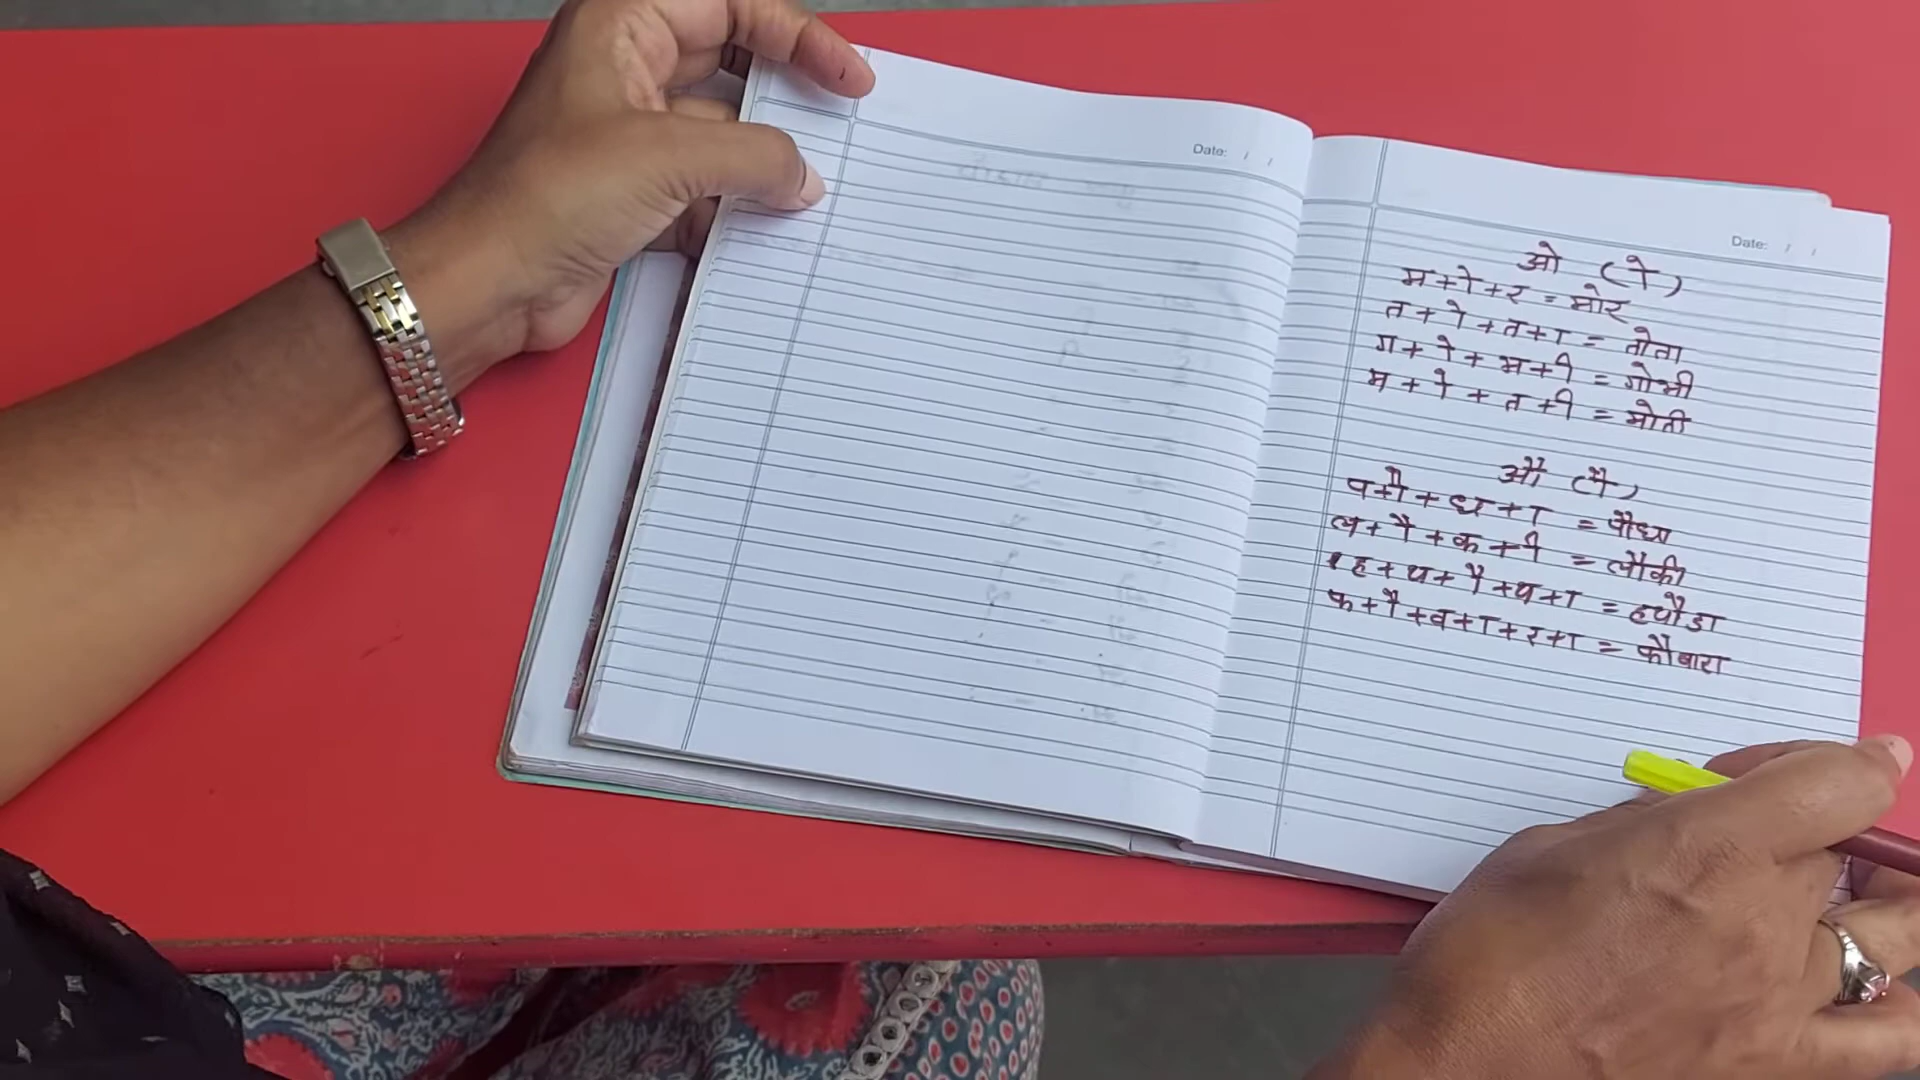 Date: / /
Date: / /
ओ ( ो )
म + ो + र = मोर
त + ो + त + ा = तोता
ग + ो + भ + ी = गोभी
म + ो + त + ी = मोती
औ ( ौ )
प + ौ + ध + ा = पौधा
ल + ौ + क + ी = लौकी
ह + थ + ौ + थ + ा = हथौडा
फ + ौ + व + ा + र + ा = फौबारा